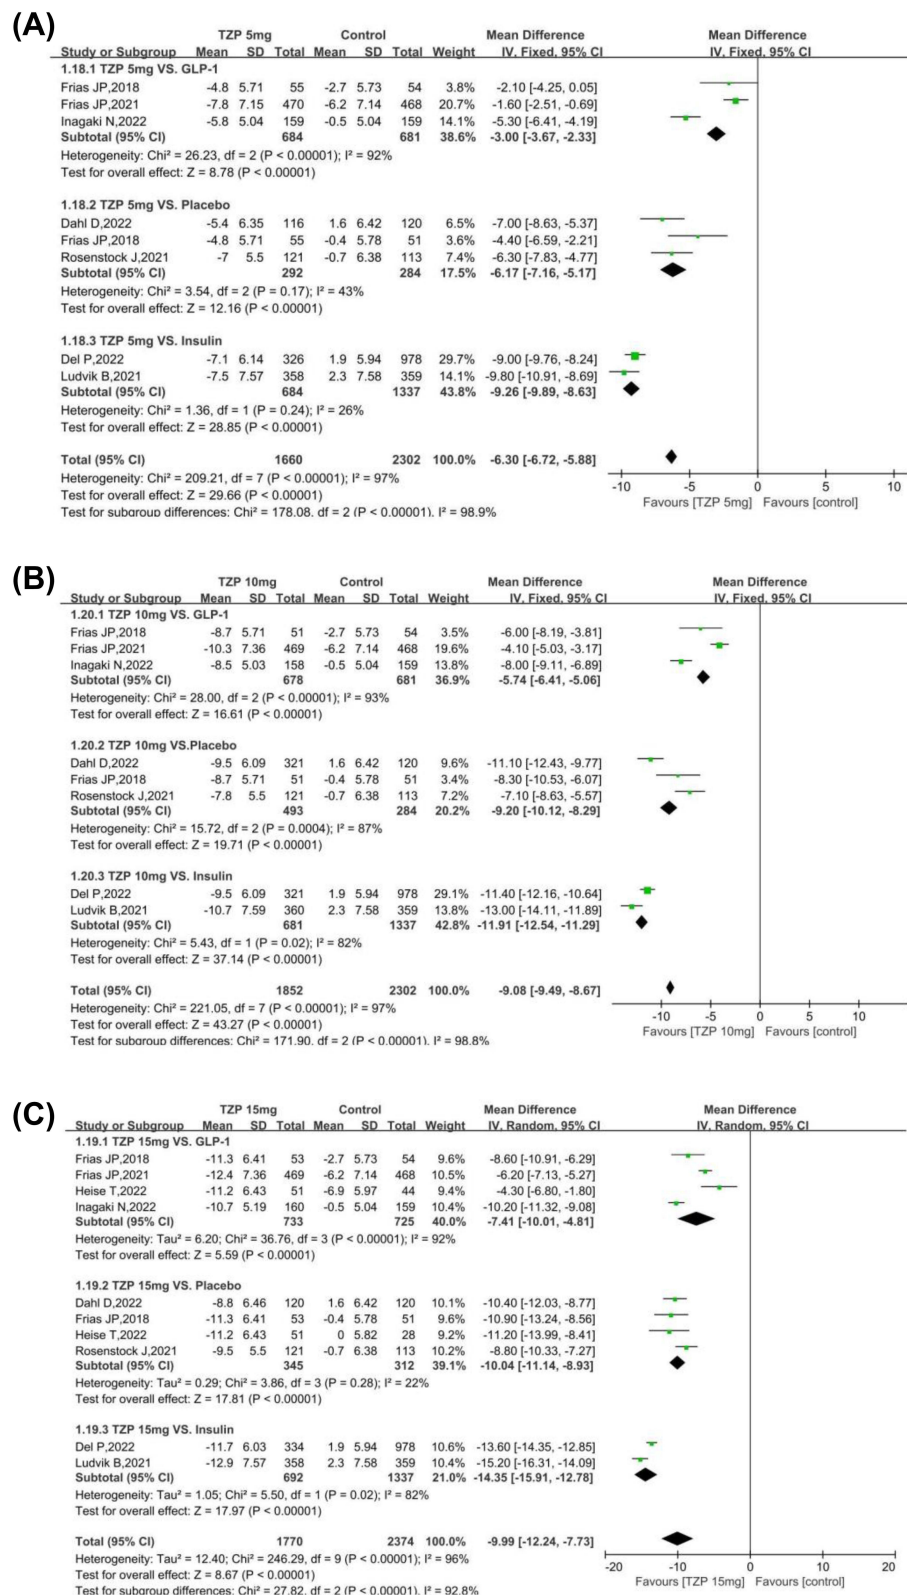 (A)
TZP 5mg Control Mean Difference Mean Difference
Study or Subgroup Mean SD Total Mean SD Total Weight IV, Fixed, 95% CI IV, Fixed, 95% CI
1.18.1 TZP 5mg VS. GLP-1
Frias JP,2018 -4.8 5.71 55 -2.7 5.73 54 3.8% -2.10 [-4.25, 0.05]
Frias JP,2021 -7.8 7.15 470 -6.2 7.14 468 20.7% -1.60 [-2.51, -0.69]
Inagaki N,2022 -5.8 5.04 159 -0.5 5.04 159 14.1% -5.30 [-6.41, -4.19]
Subtotal (95% CI) 684 681 38.6% -3.00 [-3.67, -2.33]
Heterogeneity: Chi² = 26.23, df = 2 (P < 0.00001); I² = 92%
Test for overall effect: Z = 8.78 (P < 0.00001)
1.18.2 TZP 5mg VS. Placebo
Dahl D,2022 -5.4 6.35 116 1.6 6.42 120 6.5% -7.00 [-8.63, -5.37]
Frias JP,2018 -4.8 5.71 55 -0.4 5.78 51 3.6% -4.40 [-6.59, -2.21]
Rosenstock J,2021 -7 5.5 121 -0.7 6.38 113 7.4% -6.30 [-7.83, -4.77]
Subtotal (95% CI) 292 284 17.5% -6.17 [-7.16, -5.17]
Heterogeneity: Chi² = 3.54, df = 2 (P = 0.17); I² = 43%
Test for overall effect: Z = 12.16 (P < 0.00001)
1.18.3 TZP 5mg VS. Insulin
Del P,2022 -7.1 6.14 326 1.9 5.94 978 29.7% -9.00 [-9.76, -8.24]
Ludvik B,2021 -7.5 7.57 358 2.3 7.58 359 14.1% -9.80 [-10.91, -8.69]
Subtotal (95% CI) 684 1337 43.8% -9.26 [-9.89, -8.63]
Heterogeneity: Chi² = 1.36, df = 1 (P = 0.24); I² = 26%
Test for overall effect: Z = 28.85 (P < 0.00001)
Total (95% CI) 1660 2302 100.0% -6.30 [-6.72, -5.88]
Heterogeneity: Chi² = 209.21, df = 7 (P < 0.00001); I² = 97%
Test for overall effect: Z = 29.66 (P < 0.00001)
Test for subgroup differences: Chi² = 178.08, df = 2 (P < 0.00001), I² = 98.9%
-10 -5 0 5 10
Favours [TZP 5mg] Favours [control]
(B)
TZP 10mg Control Mean Difference Mean Difference
Study or Subgroup Mean SD Total Mean SD Total Weight IV, Fixed, 95% CI IV, Fixed, 95% CI
1.20.1 TZP 10mg VS. GLP-1
Frias JP,2018 -8.7 5.71 51 -2.7 5.73 54 3.5% -6.00 [-8.19, -3.81]
Frias JP,2021 -10.3 7.36 469 -6.2 7.14 468 19.6% -4.10 [-5.03, -3.17]
Inagaki N,2022 -8.5 5.03 158 -0.5 5.04 159 13.8% -8.00 [-9.11, -6.89]
Subtotal (95% CI) 678 681 36.9% -5.74 [-6.41, -5.06]
Heterogeneity: Chi² = 28.00, df = 2 (P < 0.00001); I² = 93%
Test for overall effect: Z = 16.61 (P < 0.00001)
1.20.2 TZP 10mg VS.Placebo
Dahl D,2022 -9.5 6.09 321 1.6 6.42 120 9.6% -11.10 [-12.43, -9.77]
Frias JP,2018 -8.7 5.71 51 -0.4 5.78 51 3.4% -8.30 [-10.53, -6.07]
Rosenstock J,2021 -7.8 5.5 121 -0.7 6.38 113 7.2% -7.10 [-8.63, -5.57]
Subtotal (95% CI) 493 284 20.2% -9.20 [-10.12, -8.29]
Heterogeneity: Chi² = 15.72, df = 2 (P = 0.0004); I² = 87%
Test for overall effect: Z = 19.71 (P < 0.00001)
1.20.3 TZP 10mg VS. Insulin
Del P,2022 -9.5 6.09 321 1.9 5.94 978 29.1% -11.40 [-12.16, -10.64]
Ludvik B,2021 -10.7 7.59 360 2.3 7.58 359 13.8% -13.00 [-14.11, -11.89]
Subtotal (95% CI) 681 1337 42.8% -11.91 [-12.54, -11.29]
Heterogeneity: Chi² = 5.43, df = 1 (P = 0.02); I² = 82%
Test for overall effect: Z = 37.14 (P < 0.00001)
Total (95% CI) 1852 2302 100.0% -9.08 [-9.49, -8.67]
Heterogeneity: Chi² = 221.05, df = 7 (P < 0.00001); I² = 97%
Test for overall effect: Z = 43.27 (P < 0.00001)
Test for subgroup differences: Chi² = 171.90, df = 2 (P < 0.00001), I² = 98.8%
-10 -5 0 5 10
Favours [TZP 10mg] Favours [control]
(C)
TZP 15mg Control Mean Difference Mean Difference
Study or Subgroup Mean SD Total Mean SD Total Weight IV, Random, 95% CI IV, Random, 95% CI
1.19.1 TZP 15mg VS. GLP-1
Frias JP,2018 -11.3 6.41 53 -2.7 5.73 54 9.6% -8.60 [-10.91, -6.29]
Frias JP,2021 -12.4 7.36 469 -6.2 7.14 468 10.5% -6.20 [-7.13, -5.27]
Heise T,2022 -11.2 6.43 51 -6.9 5.97 44 9.4% -4.30 [-6.80, -1.80]
Inagaki N,2022 -10.7 5.19 160 -0.5 5.04 159 10.4% -10.20 [-11.32, -9.08]
Subtotal (95% CI) 733 725 40.0% -7.41 [-10.01, -4.81]
Heterogeneity: Tau² = 6.20; Chi² = 36.76, df = 3 (P < 0.00001); I² = 92%
Test for overall effect: Z = 5.59 (P < 0.00001)
1.19.2 TZP 15mg VS. Placebo
Dahl D,2022 -8.8 6.46 120 1.6 6.42 120 10.1% -10.40 [-12.03, -8.77]
Frias JP,2018 -11.3 6.41 53 -0.4 5.78 51 9.6% -10.90 [-13.24, -8.56]
Heise T,2022 -11.2 6.43 51 0 5.82 28 9.2% -11.20 [-13.99, -8.41]
Rosenstock J,2021 -9.5 5.5 121 -0.7 6.38 113 10.2% -8.80 [-10.33, -7.27]
Subtotal (95% CI) 345 312 39.1% -10.04 [-11.14, -8.93]
Heterogeneity: Tau² = 0.29; Chi² = 3.86, df = 3 (P = 0.28); I² = 22%
Test for overall effect: Z = 17.81 (P < 0.00001)
1.19.3 TZP 15mg VS. Insulin
Del P,2022 -11.7 6.03 334 1.9 5.94 978 10.6% -13.60 [-14.35, -12.85]
Ludvik B,2021 -12.9 7.57 358 2.3 7.58 359 10.4% -15.20 [-16.31, -14.09]
Subtotal (95% CI) 692 1337 21.0% -14.35 [-15.91, -12.78]
Heterogeneity: Tau² = 1.05; Chi² = 5.50, df = 1 (P = 0.02); I² = 82%
Test for overall effect: Z = 17.97 (P < 0.00001)
Total (95% CI) 1770 2374 100.0% -9.99 [-12.24, -7.73]
Heterogeneity: Tau² = 12.40; Chi² = 246.29, df = 9 (P < 0.00001); I² = 96%
Test for overall effect: Z = 8.67 (P < 0.00001)
Test for subgroup differences: Chi² = 27.82, df = 2 (P < 0.00001), I² = 92.8%
-20 -10 0 10 20
Favours [TZP 15mg] Favours [control]